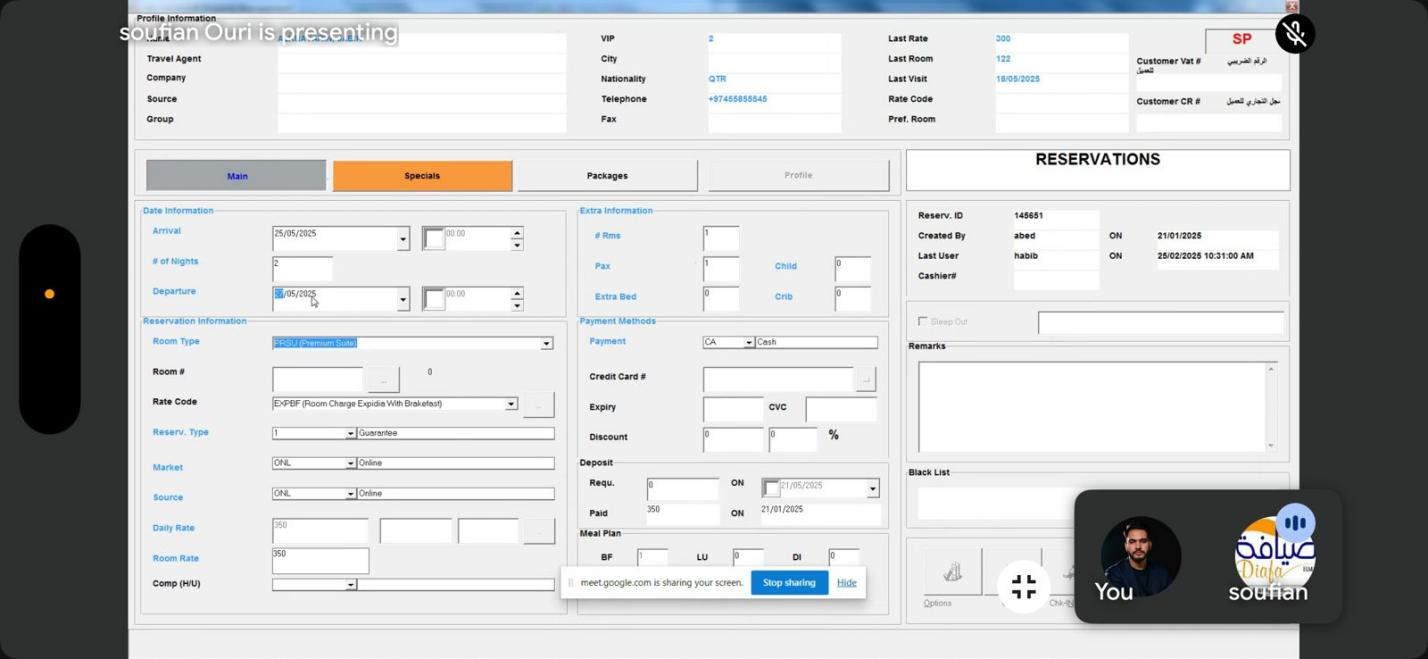 Profile Information
soufian Ouri is presenting
VIP 2 Last Rate 300 SP
Travel Agent City Last Room 122 Customer Vat # الرقم الضريبي للعميل
Company Nationality QTR Last Visit 18/05/2025
Source Telephone +97455855545 Rate Code Customer CR # سجل التجاري للعميل
Group Fax Pref. Room
Main Specials Packages Profile
RESERVATIONS
Date Information
Arrival 25/05/2025 00:00
# of Nights 2
Departure 27/05/2025 00:00
Extra Information
# Rms 1
Pax 1 Child 0
Extra Bed 0 Crib 0
Reserv. ID 145651
Created By abed ON 21/01/2025
Last User habib ON 25/02/2025 10:31:00 AM
Cashier#
Sleep Out
Reservation Information
Room Type PRSU (Premium Suite)
Room # ... 0
Rate Code EXPBF (Room Charge Expidia With Brakefast) ...
Reserv. Type 1 Guarantee
Market ONL Online
Source ONL Online
Daily Rate 350 ...
Room Rate 350
Comp (H/U)
Payment Methods
Payment CA Cash
Credit Card # ...
Expiry CVC
Discount 0 0 %
Deposit
Requ. 0 ON 21/05/2025
Paid 350 ON 21/01/2025
Meal Plan
BF 1 LU 0 DI 0
Remarks
Black List
Options
meet.google.com is sharing your screen. Stop sharing Hide
You soufian
ضيافة
Diafa